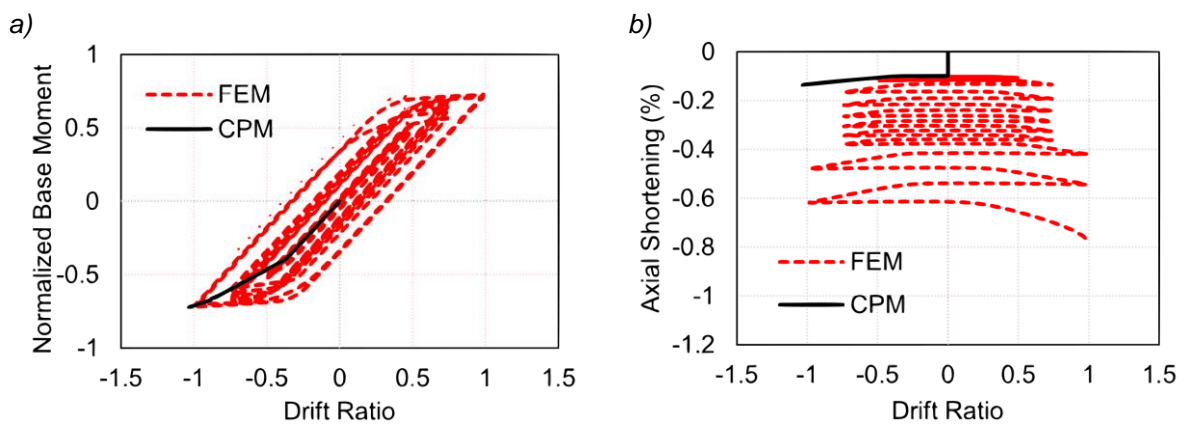 a)
Normalized Base Moment
1
0.5
0
-0.5
-1
FEM
CPM
-1.5 -1 -0.5 0 0.5 1 1.5
Drift Ratio
b)
Axial Shortening (%)
0
-0.2
-0.4
-0.6
-0.8
-1
-1.2
FEM
CPM
-1.5 -1 -0.5 0 0.5 1 1.5
Drift Ratio